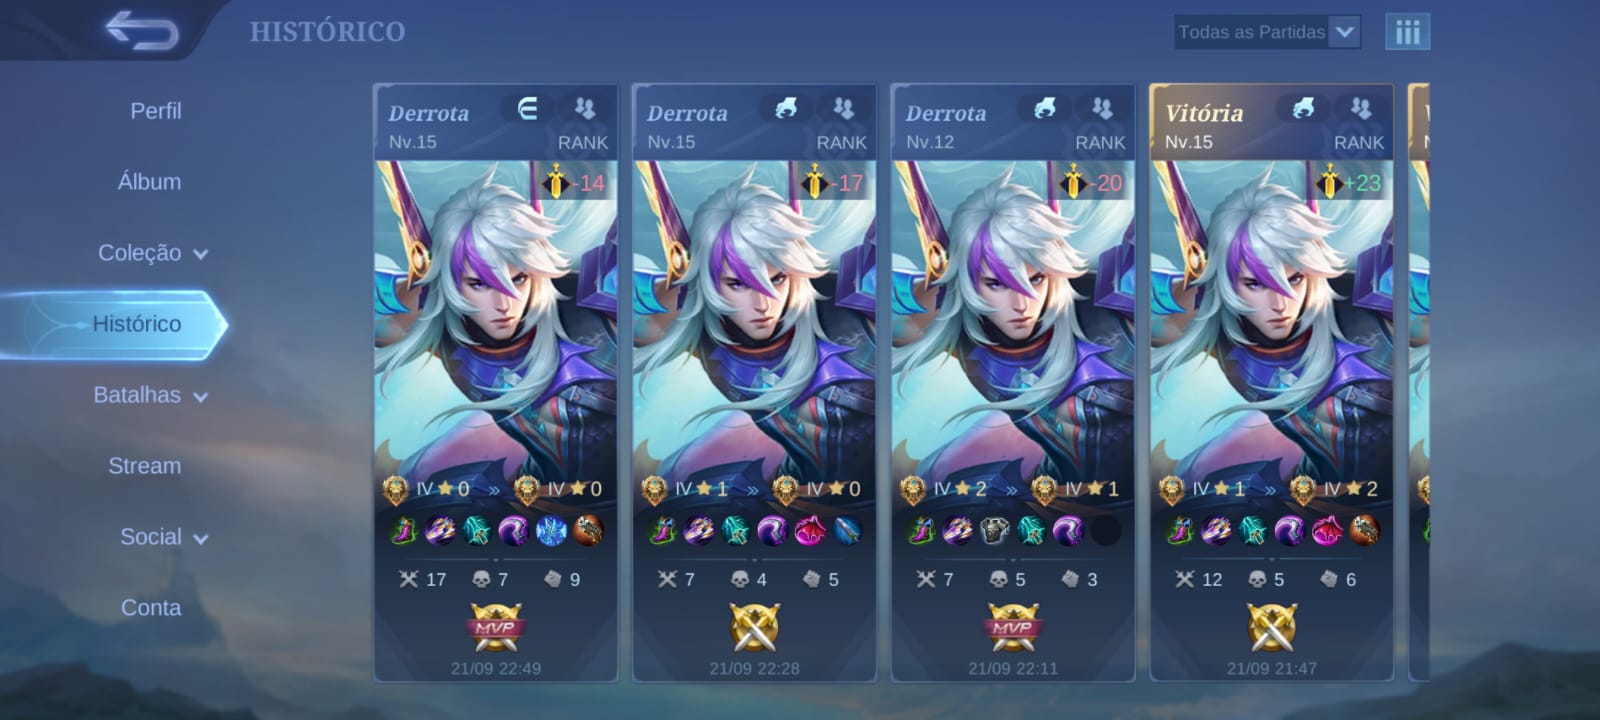 HISTÓRICO
Todas as Partidas
Perfil
Álbum
Coleção
Histórico
Batalhas
Stream
Social
Conta
Derrota
Nv.15 RANK
-14
IV 0 » IV 0
17 7 9
MVP
21/09 22:49
Derrota
Nv.15 RANK
-17
IV 1 » IV 0
7 4 5
21/09 22:28
Derrota
Nv.12 RANK
-20
IV 2 » IV 1
7 5 3
MVP
21/09 22:11
Vitória
Nv.15 RANK
+23
IV 1 » IV 2
12 5 6
21/09 21:47